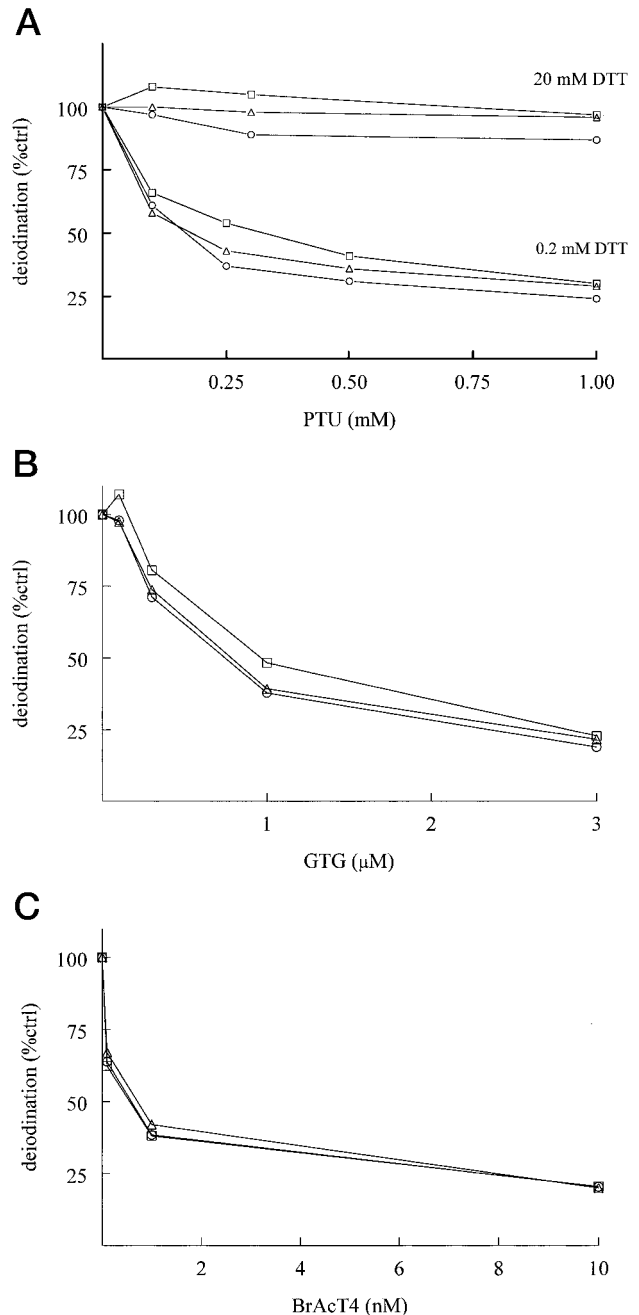 A
20 mM DTT
100
75
deiodination (%ctrl)
0.2 mM DTT
50
25
0.25 0.50 0.75 1.00
PTU (mM)
B
100
75
deiodination (%ctrl)
50
25
1 2 3
GTG (µM)
C
100
75
deiodination (%ctrl)
50
25
2 4 6 8 10
BrAcT4 (nM)